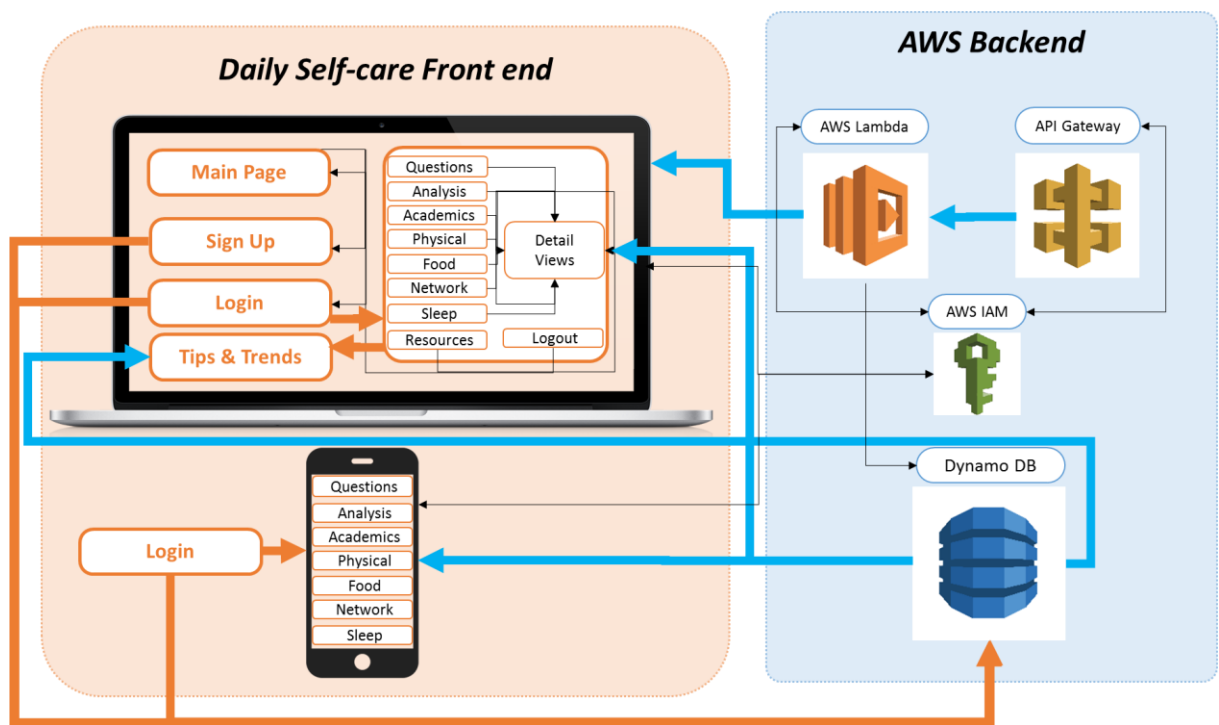 Daily Self-care Front end
AWS Backend
Main Page
Sign Up
Login
Tips & Trends
Questions
Analysis
Academics
Physical
Food
Network
Sleep
Resources
Detail
Views
Logout
AWS Lambda
API Gateway
AWS IAM
Dynamo DB
Login
Questions
Analysis
Academics
Physical
Food
Network
Sleep